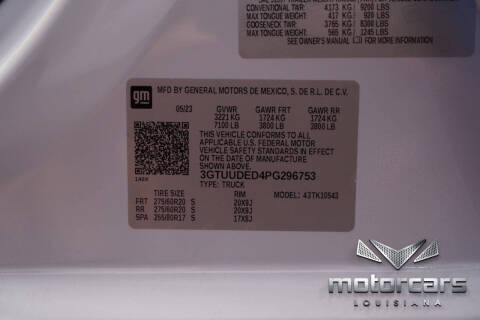 CONVENTIONAL TWR: 4173 KG 9200 LBS
MAX TONGUE WEIGHT: 417 KG 920 LBS
GOOSENECK TWR: 3765 KG 8300 LBS
MAX TONGUE WEIGHT: 565 KG 1245 LBS
SEE OWNER'S MANUAL FOR ADDITIONAL INFORMATION
gm
MFD BY GENERAL MOTORS DE MEXICO, S. DE R.L. DE C.V.
05/23 GVWR GAWR FRT GAWR RR
3221 KG 1724 KG 1724 KG
7100 LB 3800 LB 3800 LB
THIS VEHICLE CONFORMS TO ALL
APPLICABLE U.S. FEDERAL MOTOR
VEHICLE SAFETY STANDARDS IN
EFFECT ON THE DATE OF
MANUFACTURE SHOWN ABOVE.
3GTUUDED4PG296753
TYPE: TRUCK MODEL: 43TK10543
TIRE SIZE RIM
FRT 275/60R20 S 20X9J
RR 275/60R20 S 20X9J
SPA 255/80R17 S 17X8J
motorcars
LOUISIANA